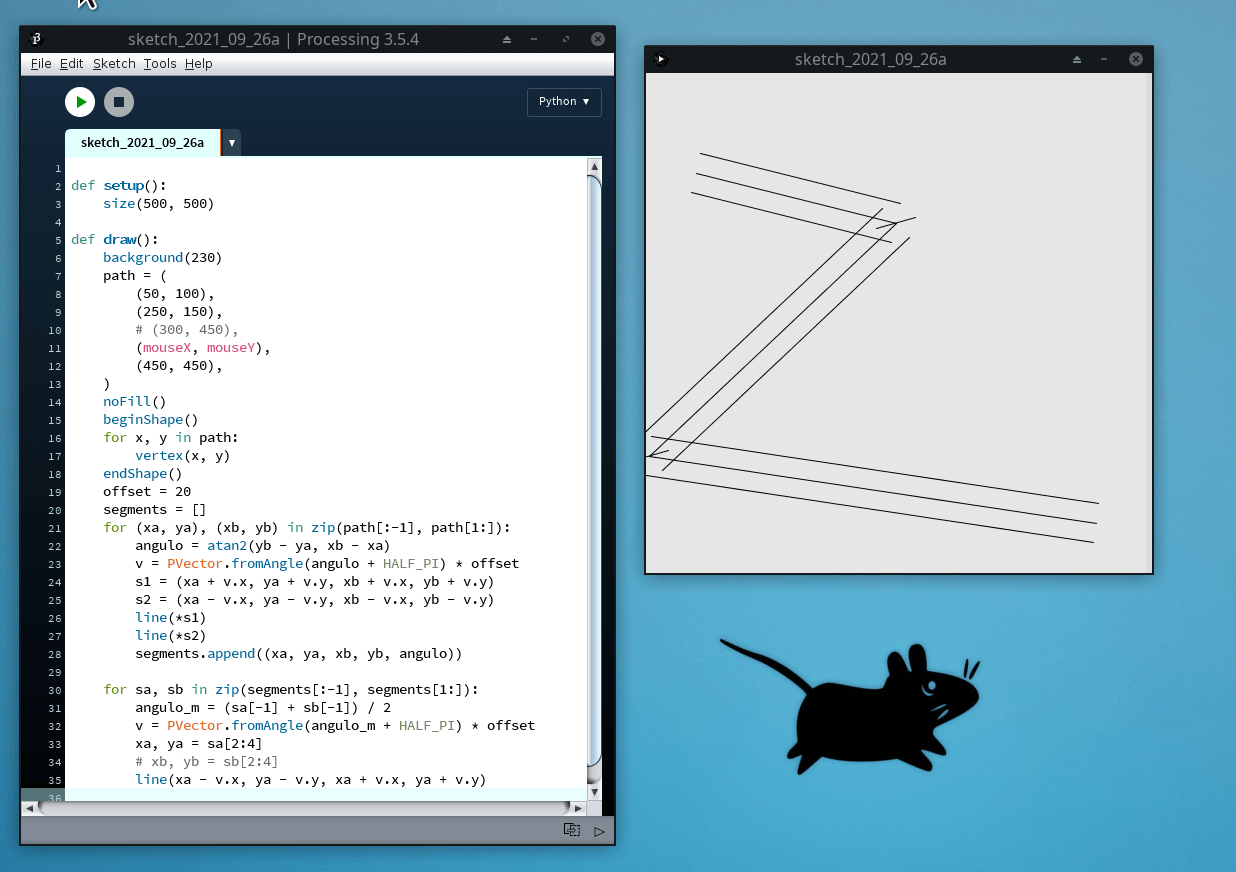 sketch_2021_09_26a | Processing 3.5.4
File Edit Sketch Tools Help
Python ▼
sketch_2021_09_26a ▼
1
2 def setup():
3     size(500, 500)
4
5 def draw():
6     background(230)
7     path = (
8         (50, 100),
9         (250, 150),
10         # (300, 450),
11         (mouseX, mouseY),
12         (450, 450),
13     )
14     noFill()
15     beginShape()
16     for x, y in path:
17         vertex(x, y)
18     endShape()
19     offset = 20
20     segments = []
21     for (xa, ya), (xb, yb) in zip(path[:-1], path[1:]):
22         angulo = atan2(yb - ya, xb - xa)
23         v = PVector.fromAngle(angulo + HALF_PI) * offset
24         s1 = (xa + v.x, ya + v.y, xb + v.x, yb + v.y)
25         s2 = (xa - v.x, ya - v.y, xb - v.x, yb - v.y)
26         line(*s1)
27         line(*s2)
28         segments.append((xa, ya, xb, yb, angulo))
29
30     for sa, sb in zip(segments[:-1], segments[1:]):
31         angulo_m = (sa[-1] + sb[-1]) / 2
32         v = PVector.fromAngle(angulo_m + HALF_PI) * offset
33         xa, ya = sa[2:4]
34         # xb, yb = sb[2:4]
35         line(xa - v.x, ya - v.y, xa + v.x, ya + v.y)
36
sketch_2021_09_26a